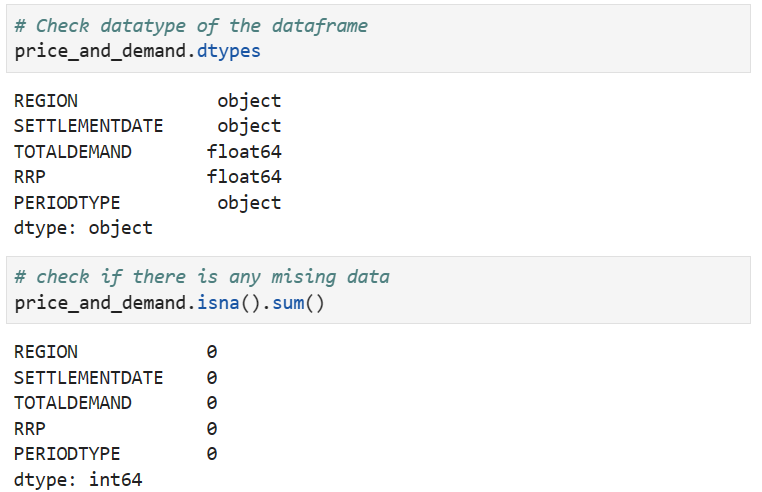 # Check datatype of the dataframe
price_and_demand.dtypes
REGION object
SETTLEMENTDATE object
TOTALDEMAND float64
RRP float64
PERIODTYPE object
dtype: object
# check if there is any mising data
price_and_demand.isna().sum()
REGION 0
SETTLEMENTDATE 0
TOTALDEMAND 0
RRP 0
PERIODTYPE 0
dtype: int64